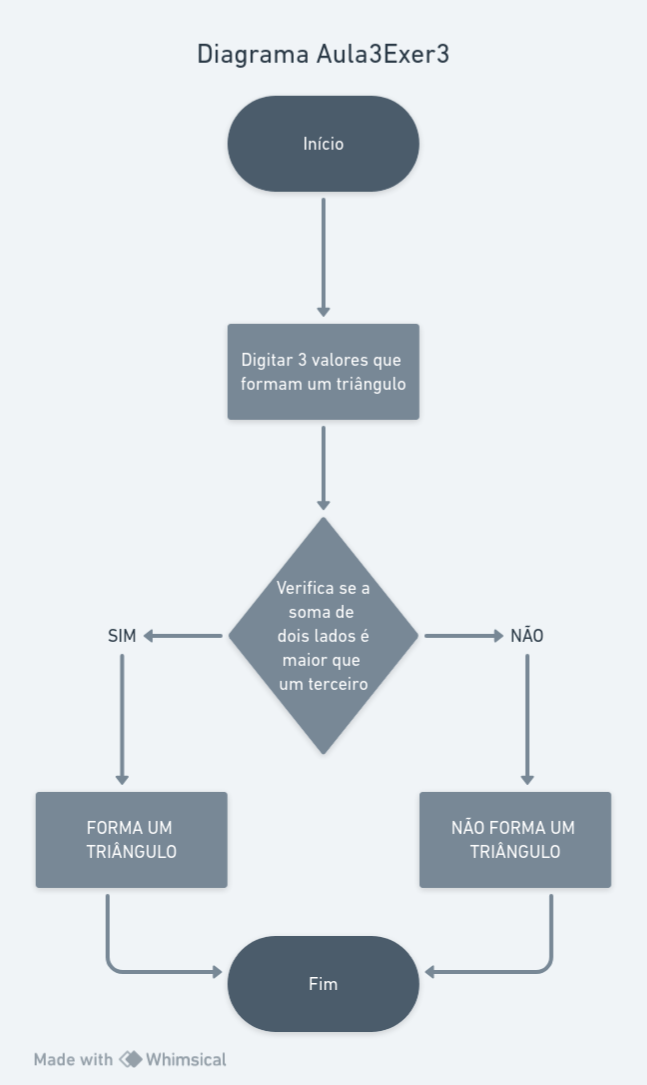 Diagrama Aula3Exer3
Início
Digitar 3 valores que
formam um triângulo
Verifica se a
soma de
dois lados é
maior que
um terceiro
SIM
NÃO
FORMA UM
TRIÂNGULO
NÃO FORMA UM
TRIÂNGULO
Fim
Made with Whimsical